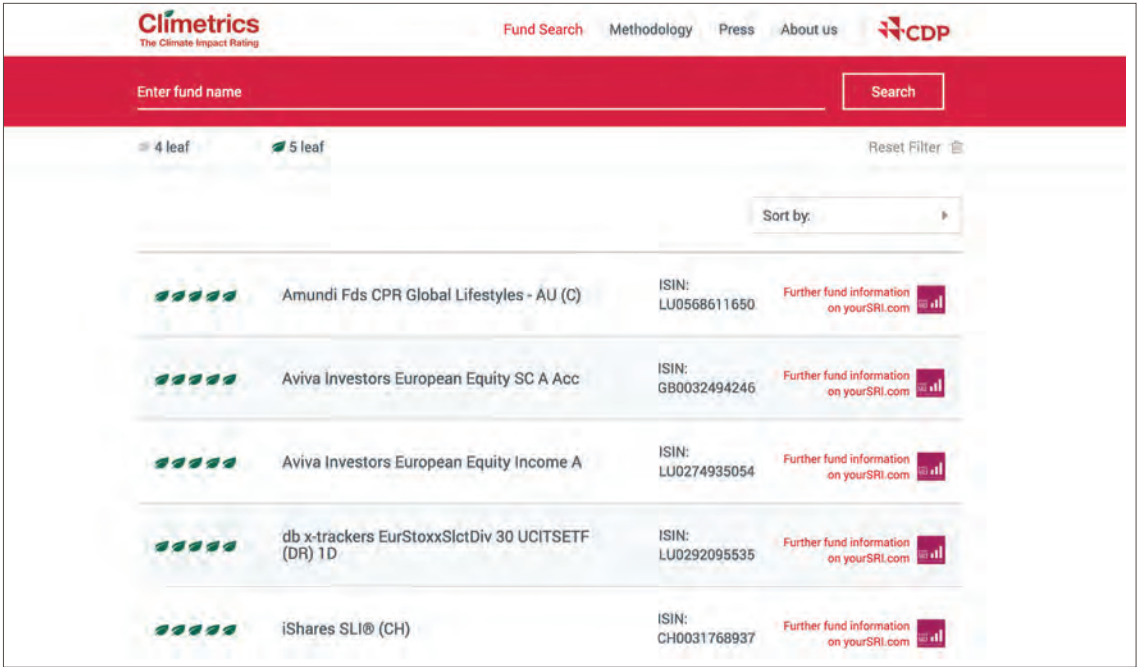 Climetrics
The Climate Impact Rating
Fund Search Methodology Press About us CDP
Enter fund name Search
4 leaf 5 leaf Reset Filter
Sort by:
Amundi Fds CPR Global Lifestyles - AU (C)
ISIN:
LU0568611650
Further fund information
on yourSRI.com
Aviva Investors European Equity SC A Acc
ISIN:
GB0032494246
Further fund information
on yourSRI.com
Aviva Investors European Equity Income A
ISIN:
LU0274935054
Further fund information
on yourSRI.com
db x-trackers EurStoxxSlctDiv 30 UCITSETF
(DR) 1D
ISIN:
LU0292095535
Further fund information
on yourSRI.com
iShares SLI® (CH)
ISIN:
CH0031768937
Further fund information
on yourSRI.com